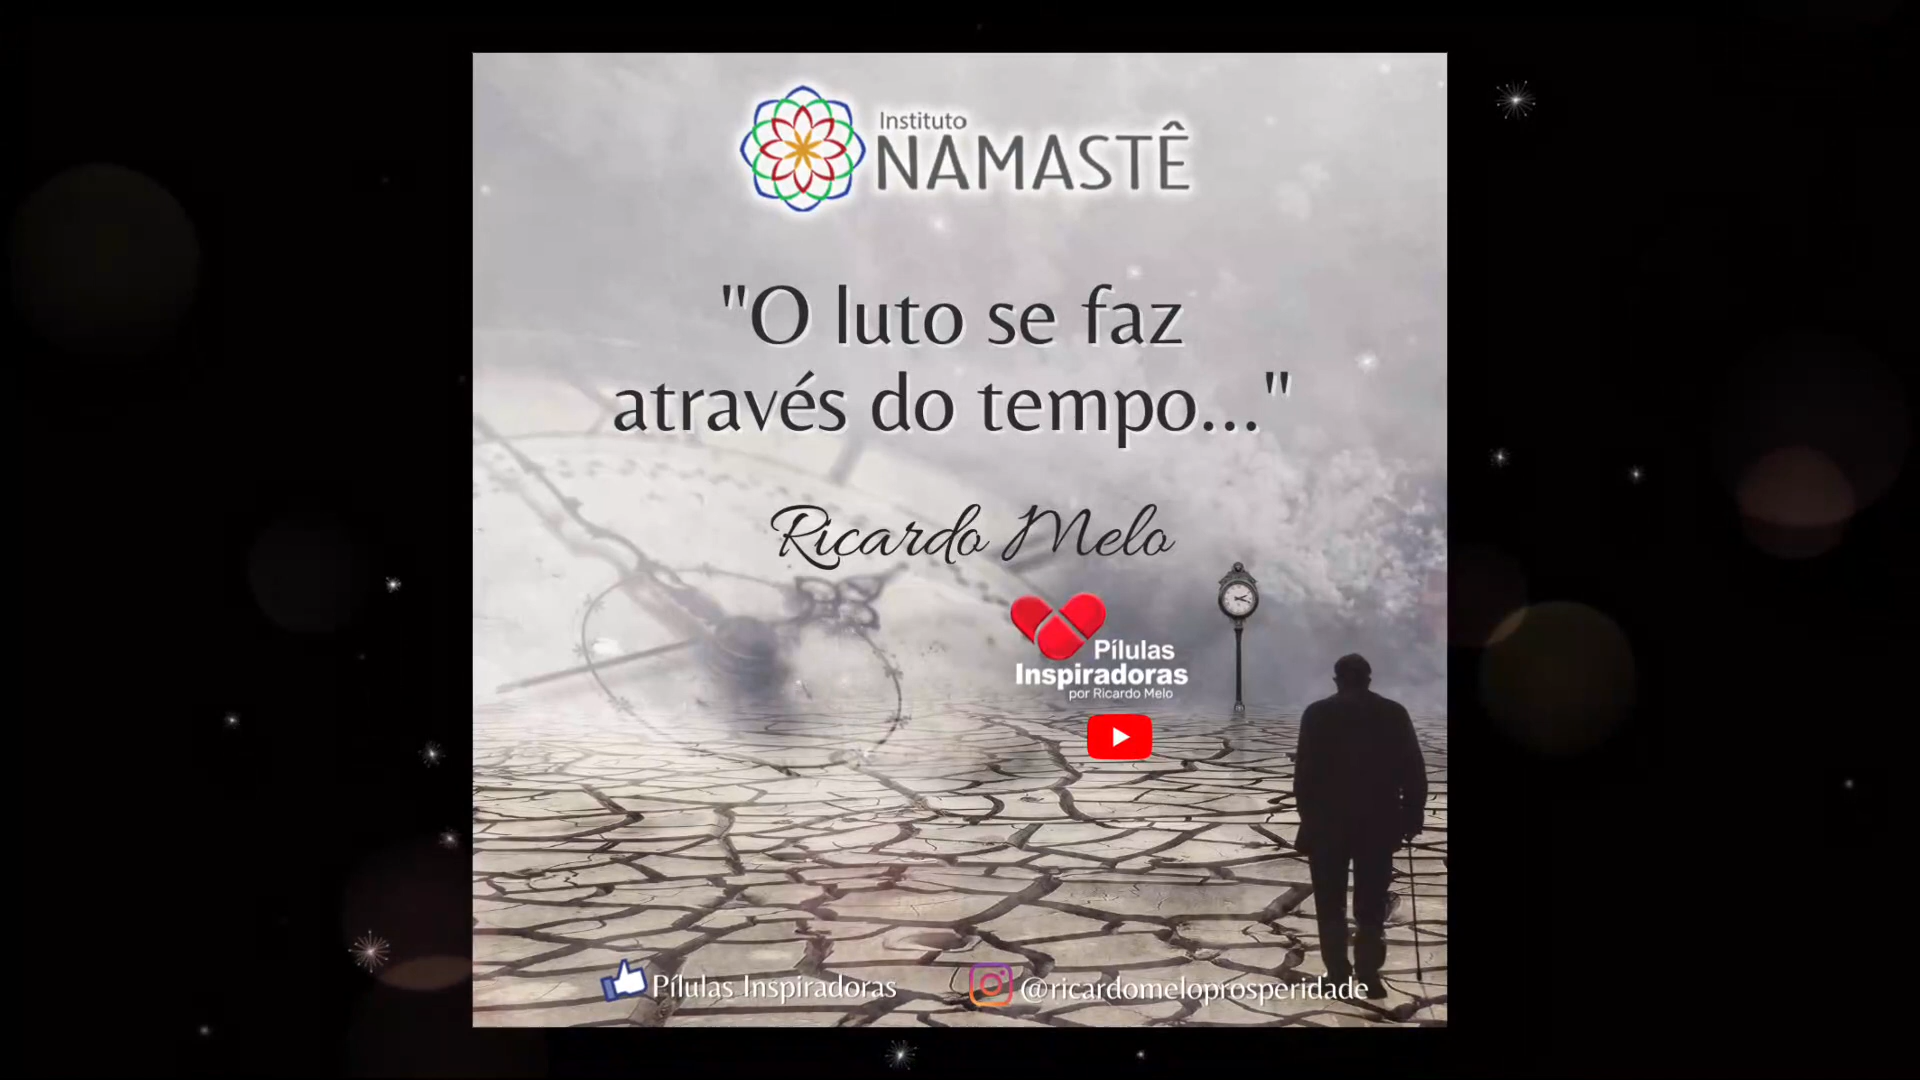 Instituto
NAMASTÊ
"O luto se faz
através do tempo..."
Ricardo Melo
Pílulas
Inspiradoras
por Ricardo Melo
Pílulas Inspiradoras
@ricardomeloprosperidade